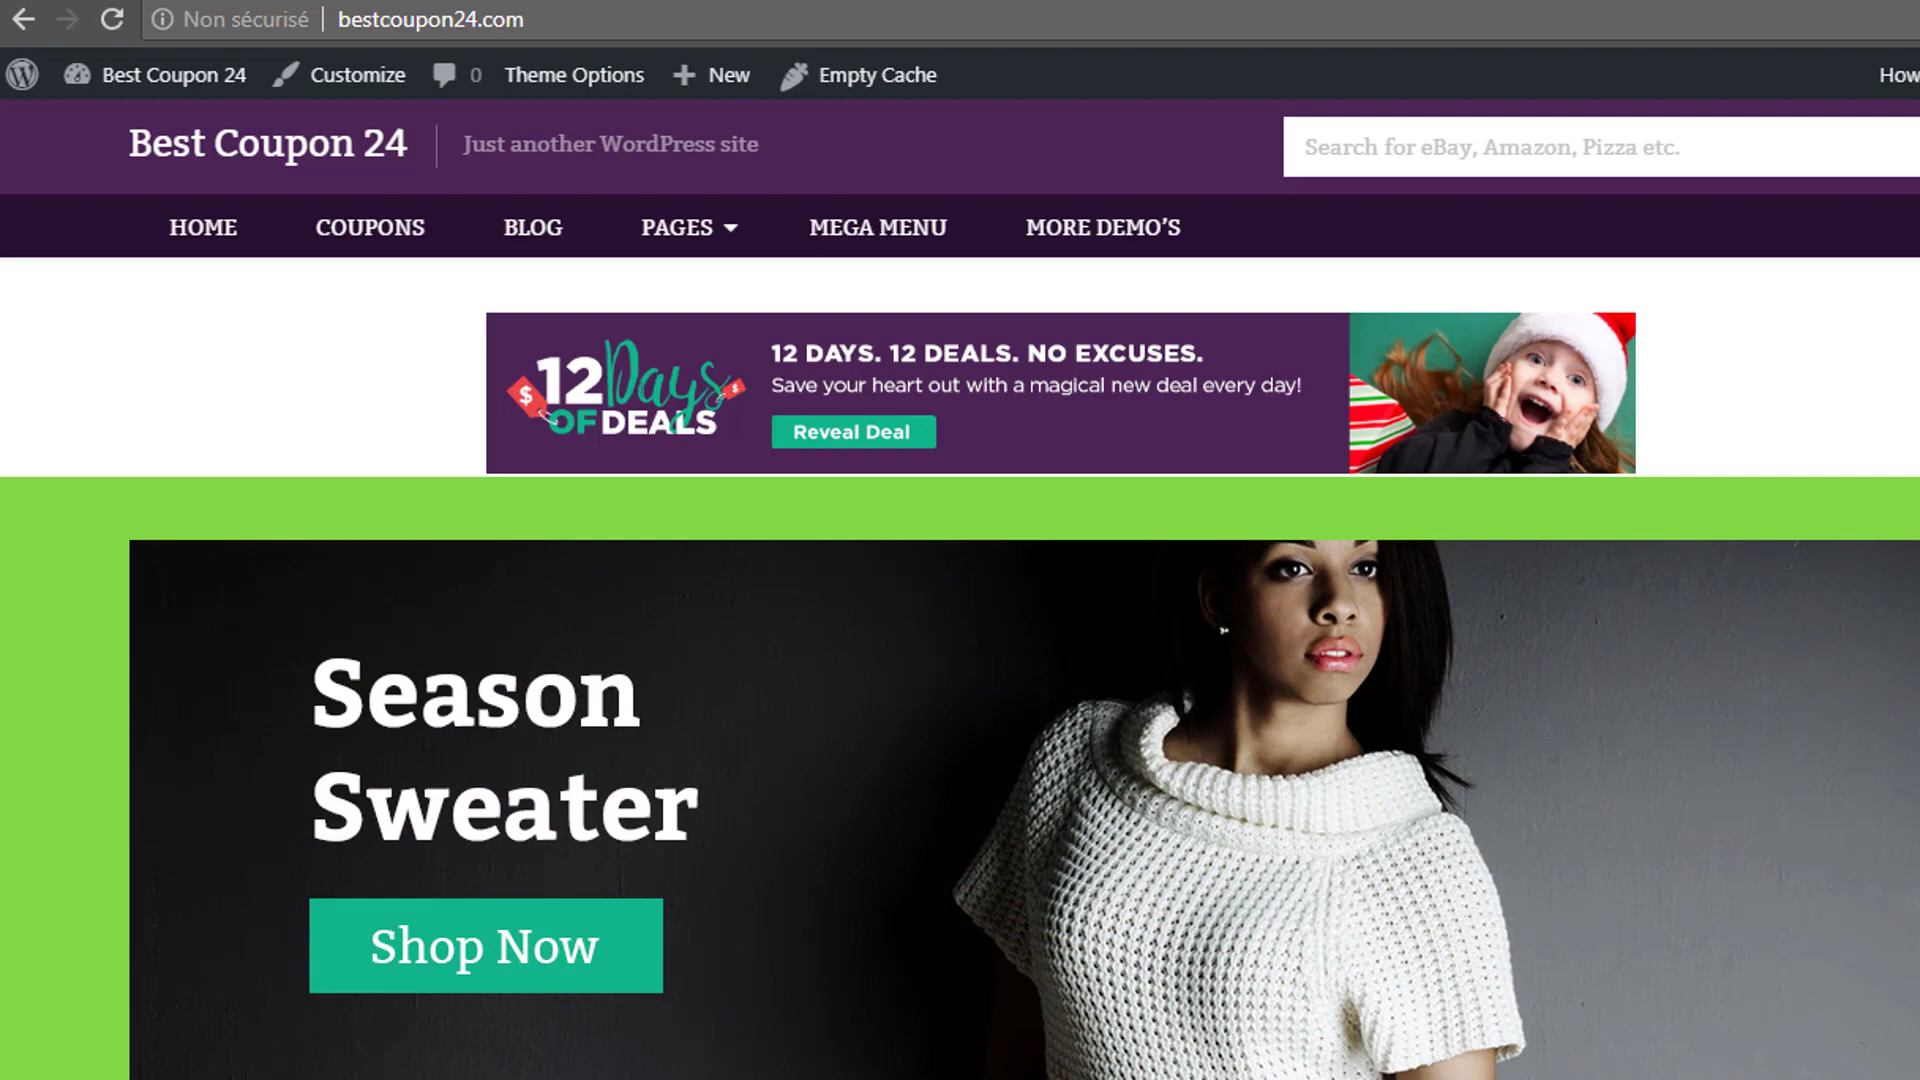 Non sécurisé bestcoupon24.com
Best Coupon 24 Customize 0 Theme Options New Empty Cache How
Best Coupon 24 Just another WordPress site Search for eBay, Amazon, Pizza etc.
HOME COUPONS BLOG PAGES MEGA MENU MORE DEMO’S
$ 12 Days $
OF DEALS
12 DAYS. 12 DEALS. NO EXCUSES.
Save your heart out with a magical new deal every day!
Reveal Deal
Season
Sweater
Shop Now